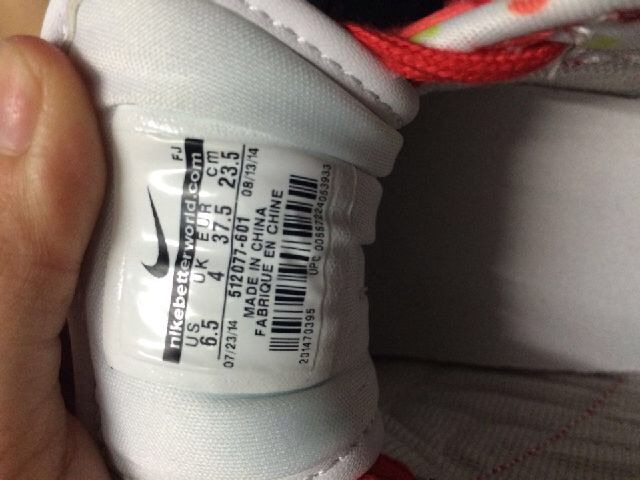 FJ
nikebetterworld.com
US UK EUR cm
6.5 4 37.5 23.5
07/23/14 512077-601 08/13/14
MADE IN CHINA
FABRIQUE EN CHINE
201470395 UPC